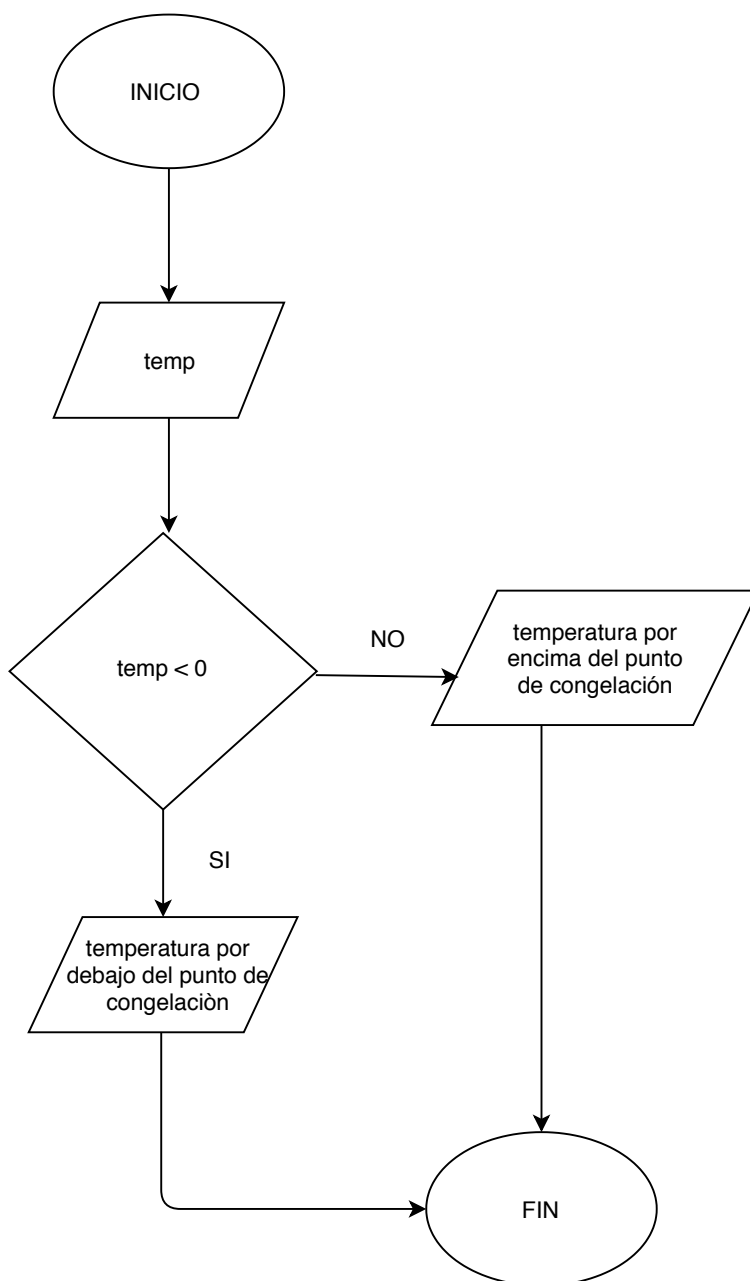 INICIO
temp
temp < 0
NO
temperatura por
encima del punto
de congelación
SI
temperatura por
debajo del punto de
congelaciòn
FIN